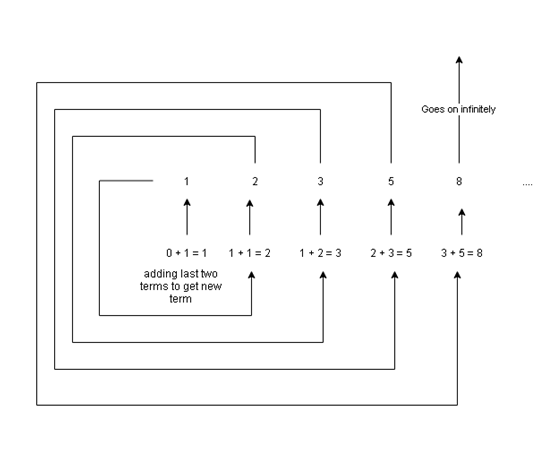 Goes on infinitely
1 2 3 5 8 ....
0 + 1 = 1 1 + 1 = 2 1 + 2 = 3 2 + 3 = 5 3 + 5 = 8
adding last two
terms to get new
term